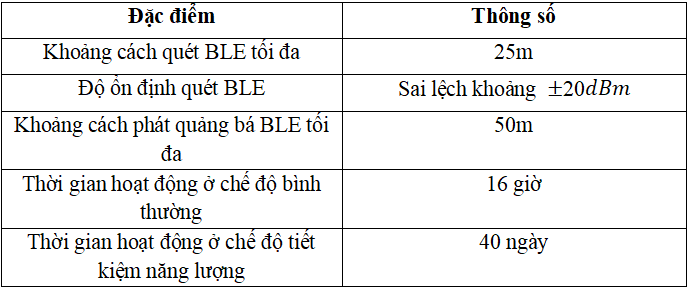 Đặc điểm
Thông số
Khoảng cách quét BLE tối đa
25m
Độ ổn định quét BLE
Sai lệch khoảng ±20dBm
Khoảng cách phát quảng bá BLE tối
đa
50m
Thời gian hoạt động ở chế độ bình
thường
16 giờ
Thời gian hoạt động ở chế độ tiết
kiệm năng lượng
40 ngày